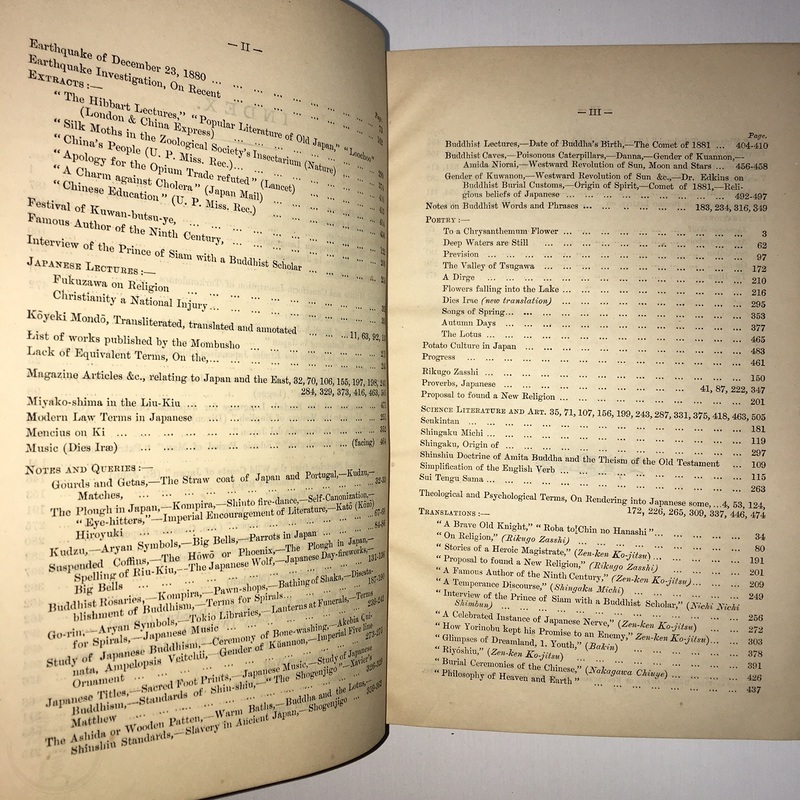 — II —
Earthquake of December 23, 1880 ... ... ... ...
Earthquake Investigation, On Recent ... ... ... ...
EXTRACTS:—
"The Hibbart Lectures," "Popular Literature of Old Japan," "Loochoo"
(London & China Express) ... ... ... ...
"Silk Moths in the Zoological Society's Insectarium (Nature) ...
"China's People (U. P. Miss. Rec.)... ... ... ...
"Apology for the Opium Trade refuted" (Lancet) ... ...
"A Charm against Cholera" (Japan Mail) ... ... ...
"Chinese Education" (U. P. Miss. Rec.) ... ... ...
Festival of Kuwan-butsu-ye, ... ... ... ...
Famous Author of the Ninth Century, ... ... ...
Interview of the Prince of Siam with a Buddhist Scholar ... ...
JAPANESE LECTURES:—
Fukuzawa on Religion ... ... ... ...
Christianity a National Injury... ... ... ...
Kōyeki Mondō, Transliterated, translated and annotated ... ... ...11, 63, 92,
List of works published by the Mombusho ... ... ...
Lack of Equivalent Terms, On the,... ... ... ...
Magazine Articles &c., relating to Japan and the East, 32, 70, 106, 155, 197, 198,
284, 329, 373, 416, 463,
Miyako-shima in the Liu-Kiu ... ... ... ...
Modern Law Terms in Japanese ... ... ... ...
Mencius on Ki ... ... ... ...
Music (Dies Iræ) ... ... ... (facing)
NOTES AND QUERIES:—
Gourds and Getas,—The Straw coat of Japan and Portugal,—Kudzu,—
Matches, ... ... ... ...
The Plough in Japan,—Kompira,—Shinto fire-dance,—Self-Canonization,—
"Eye-hitters,"—Imperial Encouragement of Literature,—Katō (Kōtō)
Hiroyuki ... ... ... ... 67-69
Kudzu,—Aryan Symbols,—Big Bells,—Parrots in Japan ... 84-86
Suspended Coffins,—The Hōwō or Phoenix,—The Plough in Japan,—
Spelling of Riu-Kiu,—The Japanese Wolf,—Japanese Day-fireworks,—
Big Bells ... ... ... ...
Buddhist Rosaries,—Kompira,—Pawn-shops,—Bathing of Shaka,—Disesta-
blishment of Buddhism,—Terms for Spirals... ... 187-190
Go-rin,—Aryan Symbols,—Tokio Libraries,—Lanterns at Funerals,—Terms
for Spirals,—Japanese Music ... ...
Study of Japanese Buddhism,—Ceremony of Bone-washing,—Akebia Qui-
nata, Ampelopsis Veitchii,—Gender of Kūannon,—Imperial Five line
Ornament ... ... ... ...
Japanese Titles,—Sacred Foot Prints,—Japanese Music,—Study of Japanese
Buddhism,—Standards of Shin-shiu,—"The Shogenjigo"—Xavier's
Matthew ... ... ... ...
The Ashida or Wooden Patten,—Warm Baths,—Buddha and the Lotus,—
Shinshiu Standards,—Slavery in Ancient Japan,—Shogenjigo ...
— III —
Page.
Buddhist Lectures,—Date of Buddha's Birth,—The Comet of 1881 ... 404-410
Buddhist Caves,—Poisonous Caterpillars,—Danna,—Gender of Kuannon,—
Amida Niorai,—Westward Revolution of Sun, Moon and Stars ... 456-458
Gender of Kuwanon,—Westward Revolution of Sun &c.,—Dr. Edkins on
Buddhist Burial Customs,—Origin of Spirit,—Comet of 1881,—Reli-
gious beliefs of Japanese ... ... ... ... 492-497
Notes on Buddhist Words and Phrases ... ... ... 183, 234, 316, 349
POETRY:—
To a Chrysanthemum Flower ... ... ... ... 3
Deep Waters are Still ... ... ... ... 62
Prevision ... ... ... ... 97
The Valley of Tsugawa ... ... ... ... 172
A Dirge ... ... ... ... 210
Flowers falling into the Lake ... ... ... ... 216
Dies Iræ (new translation) ... ... ... ... 295
Songs of Spring... ... ... ... 353
Autumn Days ... ... ... ... 377
The Lotus ... ... ... ... 465
Potato Culture in Japan ... ... ... ... 483
Progress ... ... ... ... 461
Rikugo Zasshi ... ... ... ... 150
Proverbs, Japanese ... ... ... 41, 87, 222, 347
Proposal to found a New Religion ... ... ... ... 201
SCIENCE LITERATURE AND ART. 35, 71, 107, 156, 199, 243, 287, 331, 375, 418, 463, 505
Senkintan ... ... ... ... 181
Shingaku Michi ... ... ... ... 119
Shingaku, Origin of ... ... ... ... 297
Shinshiu Doctrine of Amita Buddha and the Theism of the Old Testament ... 109
Simplification of the English Verb ... ... ... ... 115
Sui Tengu Sama ... ... ... ... 263
Theological and Psychological Terms, On Rendering into Japanese some, ...4, 53, 124,
172, 226, 265, 309, 337, 446, 474
TRANSLATIONS:—
"A Brave Old Knight," "Roba to Chin no Hanashi"... ... ... 34
"On Religion," (Rikugo Zasshi) ... ... ... ... 80
"Stories of a Heroic Magistrate," (Zen-ken Ko-jitsu)... ... ... 191
"Proposal to found a New Religion," (Rikugo Zasshi) ... ... 201
"A Famous Author of the Ninth Century," (Zen-ken Ko-jitsu) ... 209
"A Temperance Discourse," (Shingaku Michi) ... ... ... 249
"Interview of the Prince of Siam with a Buddhist Scholar," (Nichi Nichi
Shimbun) ... ... ... ... 256
"A Celebrated Instance of Japanese Nerve," (Zen-ken Ko-jitsu) ... 272
"How Yorinobu kept his Promise to an Enemy," Zen-ken Ko-jitsu)... 303
"Glimpses of Dreamland, 1. Youth," (Bakin) ... ... ... 378
"Riyōshin," (Zen-ken Ko-jitsu) ... ... ... ... 391
"Burial Ceremonies of the Chinese," (Nakagawa Chiuye) ... ... 426
"Philosophy of Heaven and Earth" ... ... ... ... 437